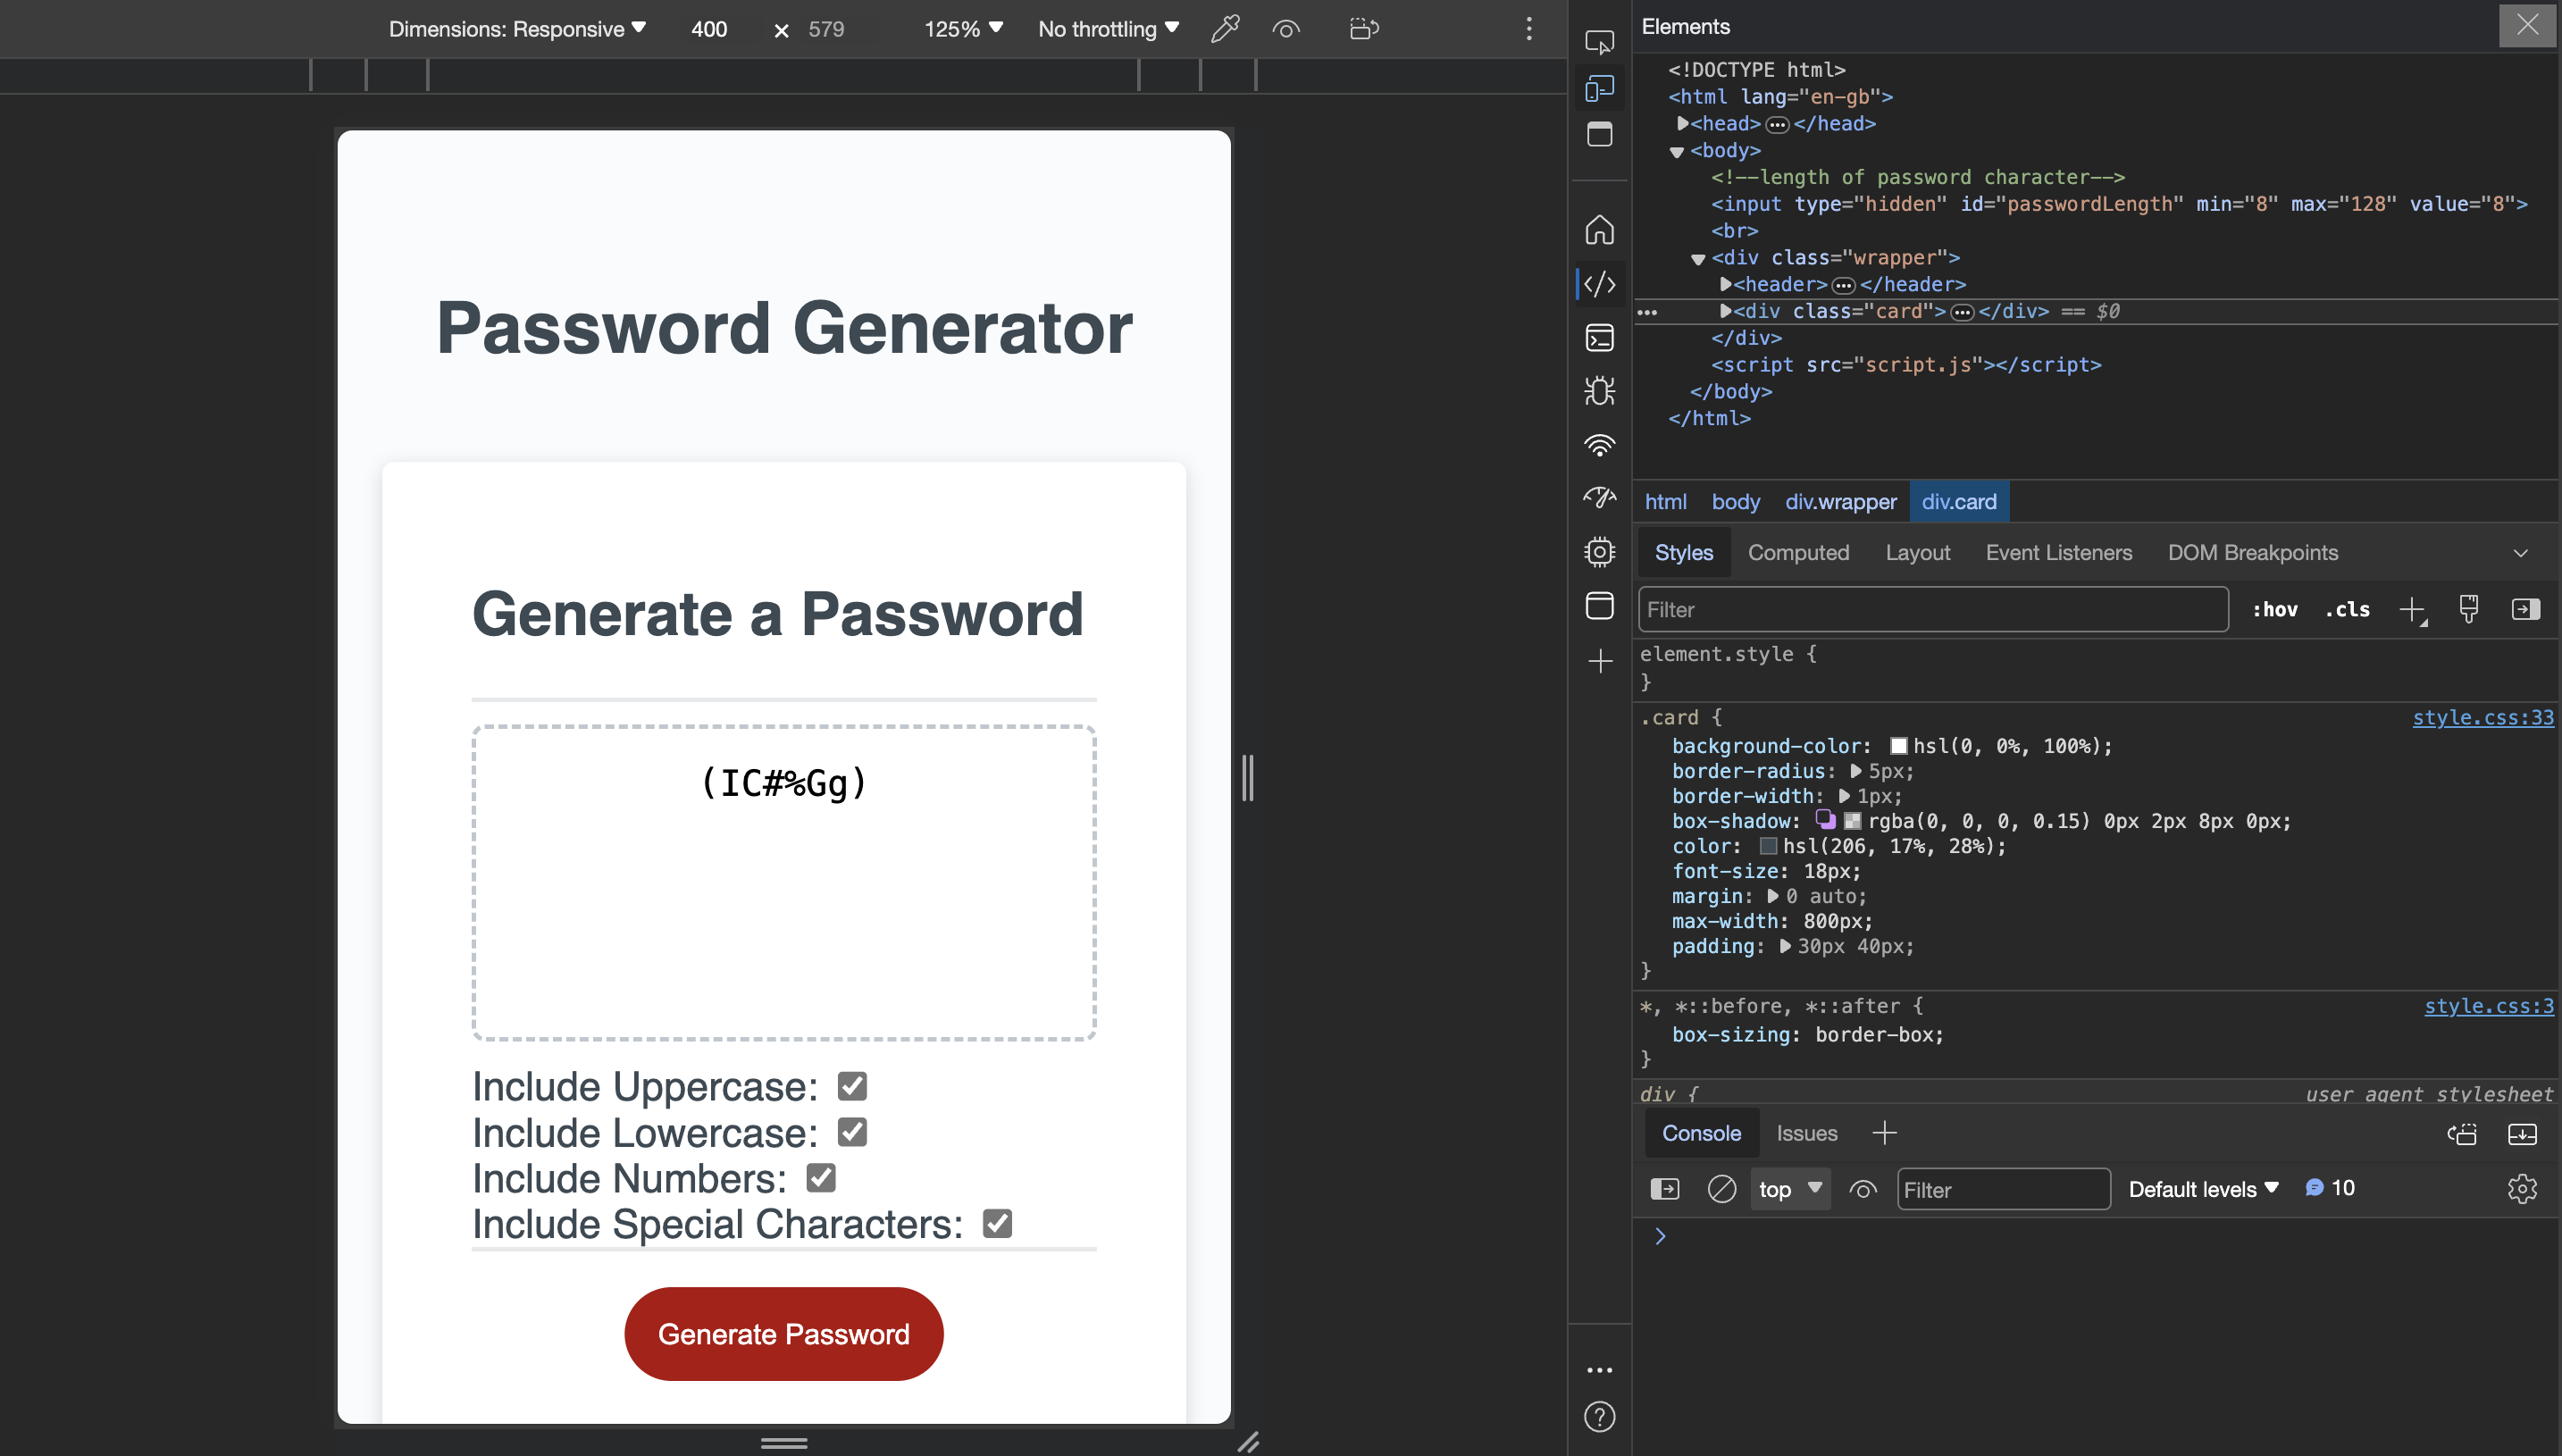 Dimensions: Responsive 400 × 579 125% No throttling
Password Generator
Generate a Password
(IC#%Gg)
Include Uppercase:
Include Lowercase:
Include Numbers:
Include Special Characters:
Generate Password
Elements
<!DOCTYPE html>
<html lang="en-gb">
<head>…</head>
<body>
<!--length of password character-->
<input type="hidden" id="passwordLength" min="8" max="128" value="8">
<br>
<div class="wrapper">
<header>…</header>
<div class="card">…</div> == $0
</div>
<script src="script.js"></script>
</body>
</html>
html body div.wrapper div.card
Styles Computed Layout Event Listeners DOM Breakpoints
Filter :hov .cls
element.style {
}
.card { style.css:33
background-color: hsl(0, 0%, 100%);
border-radius: 5px;
border-width: 1px;
box-shadow: rgba(0, 0, 0, 0.15) 0px 2px 8px 0px;
color: hsl(206, 17%, 28%);
font-size: 18px;
margin: 0 auto;
max-width: 800px;
padding: 30px 40px;
}
*, *::before, *::after { style.css:3
box-sizing: border-box;
}
div { user agent stylesheet
Console Issues
top Filter Default levels 10